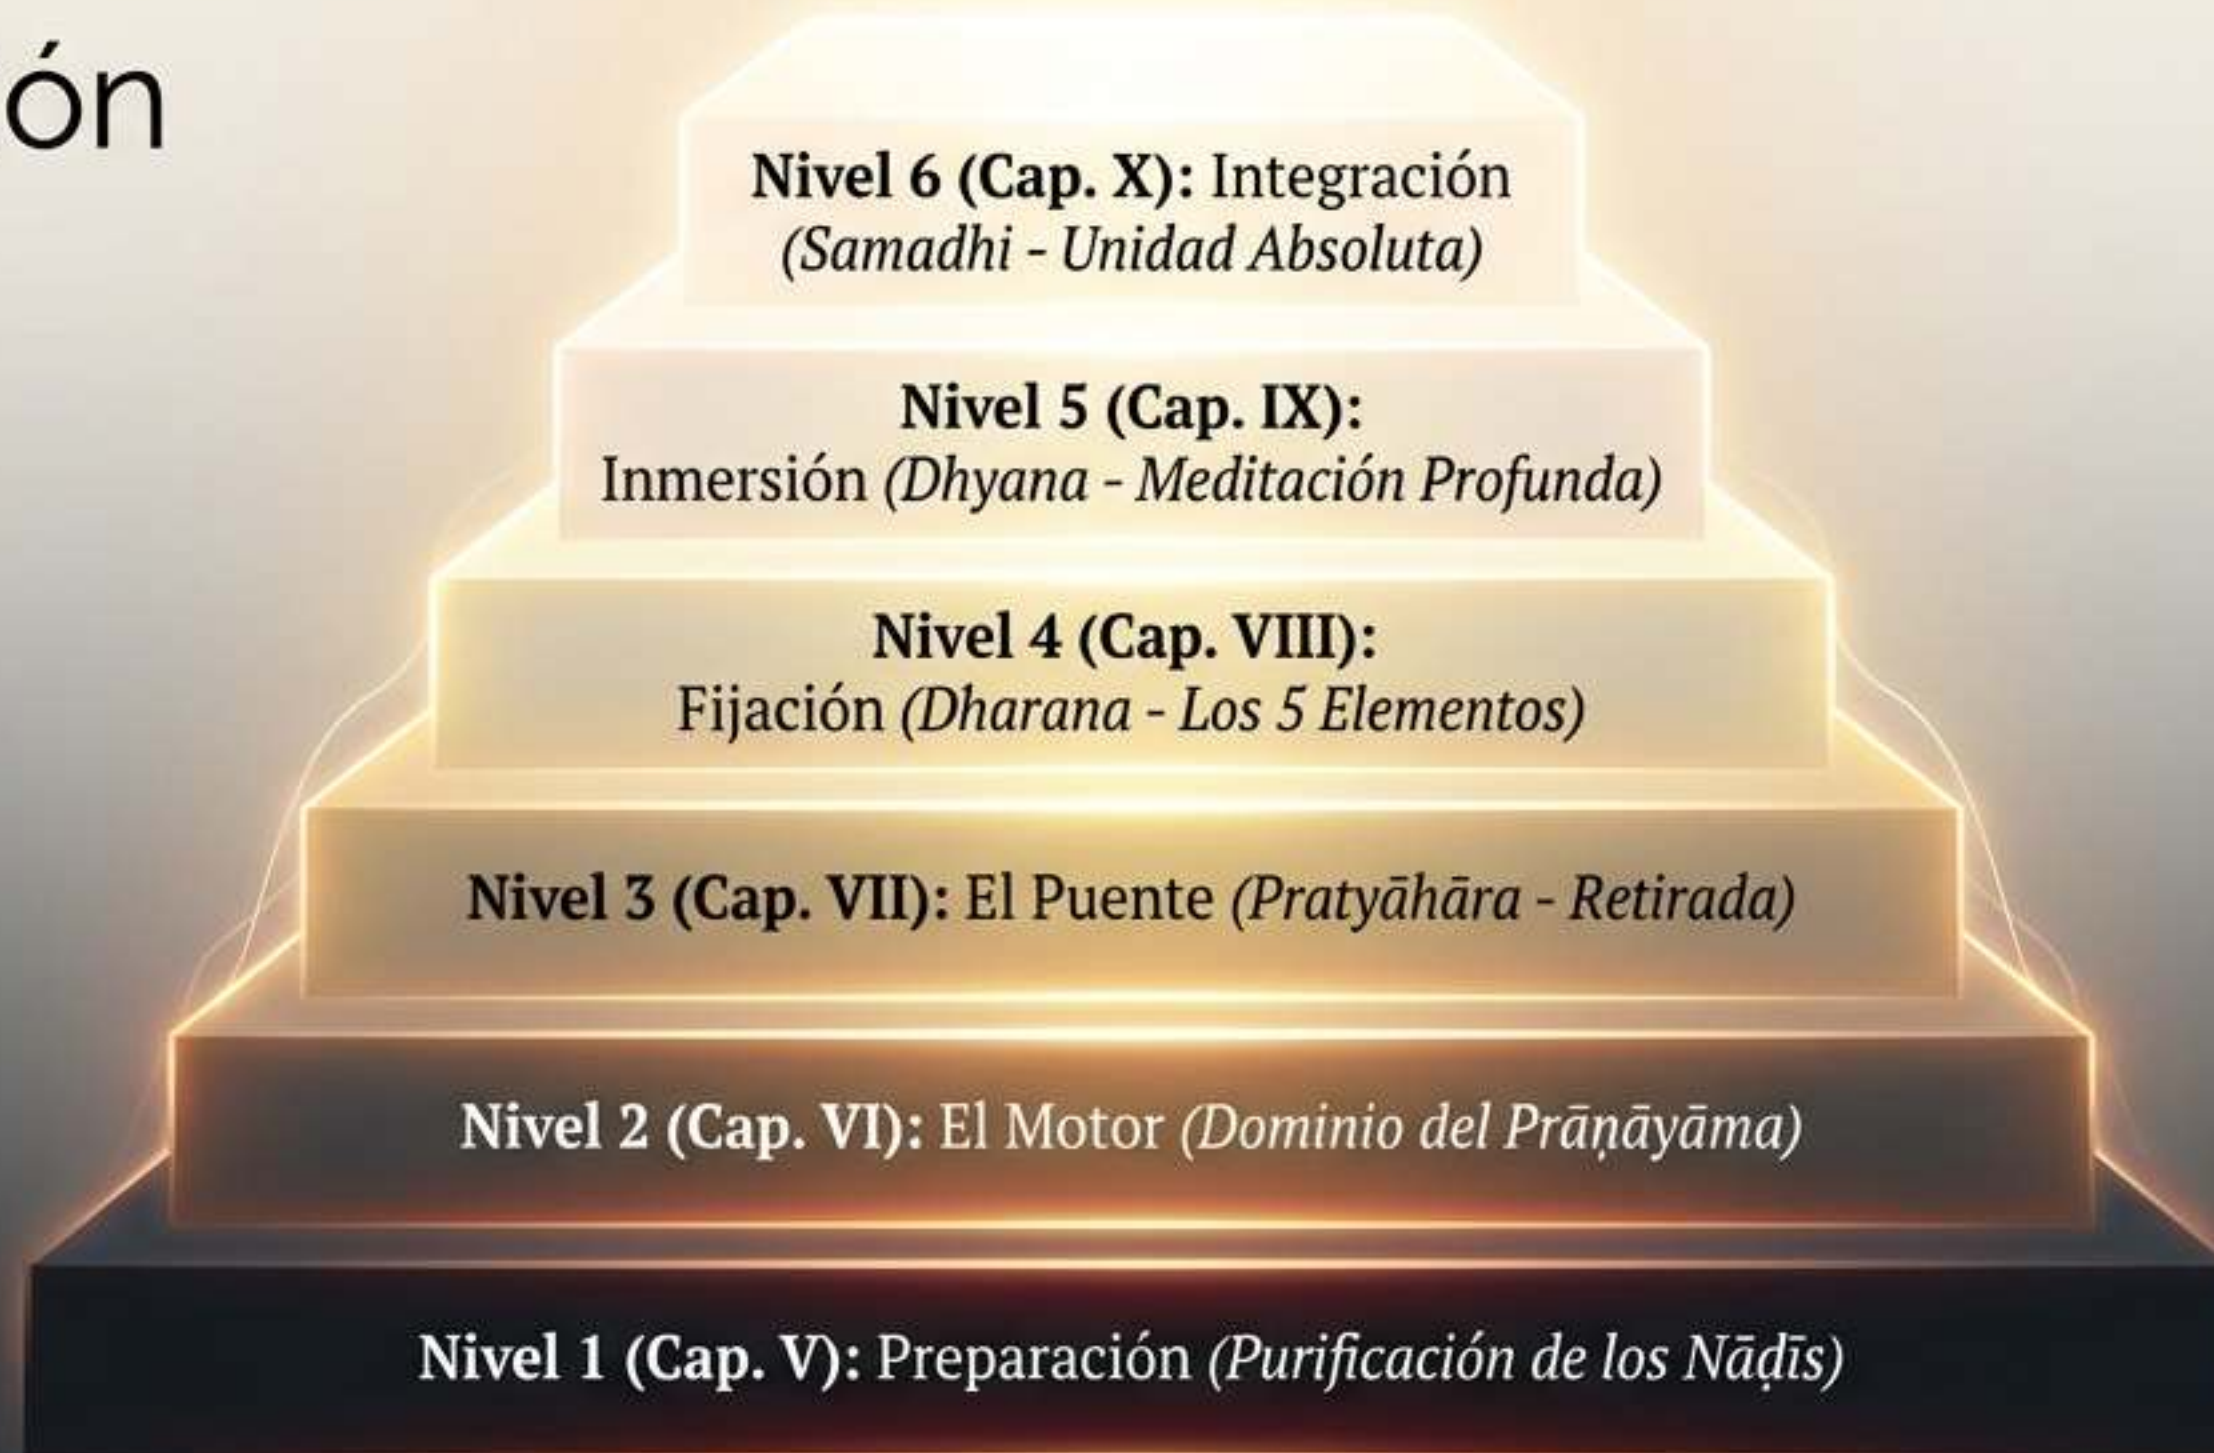 ón
Nivel 6 (Cap. X): Integración
(Samadhi - Unidad Absoluta)
Nivel 5 (Cap. IX):
Inmersión (Dhyana - Meditación Profunda)
Nivel 4 (Cap. VIII):
Fijación (Dharana - Los 5 Elementos)
Nivel 3 (Cap. VII): El Puente (Pratyāhāra - Retirada)
Nivel 2 (Cap. VI): El Motor (Dominio del Prāṇāyāma)
Nivel 1 (Cap. V): Preparación (Purificación de los Nāḍīs)